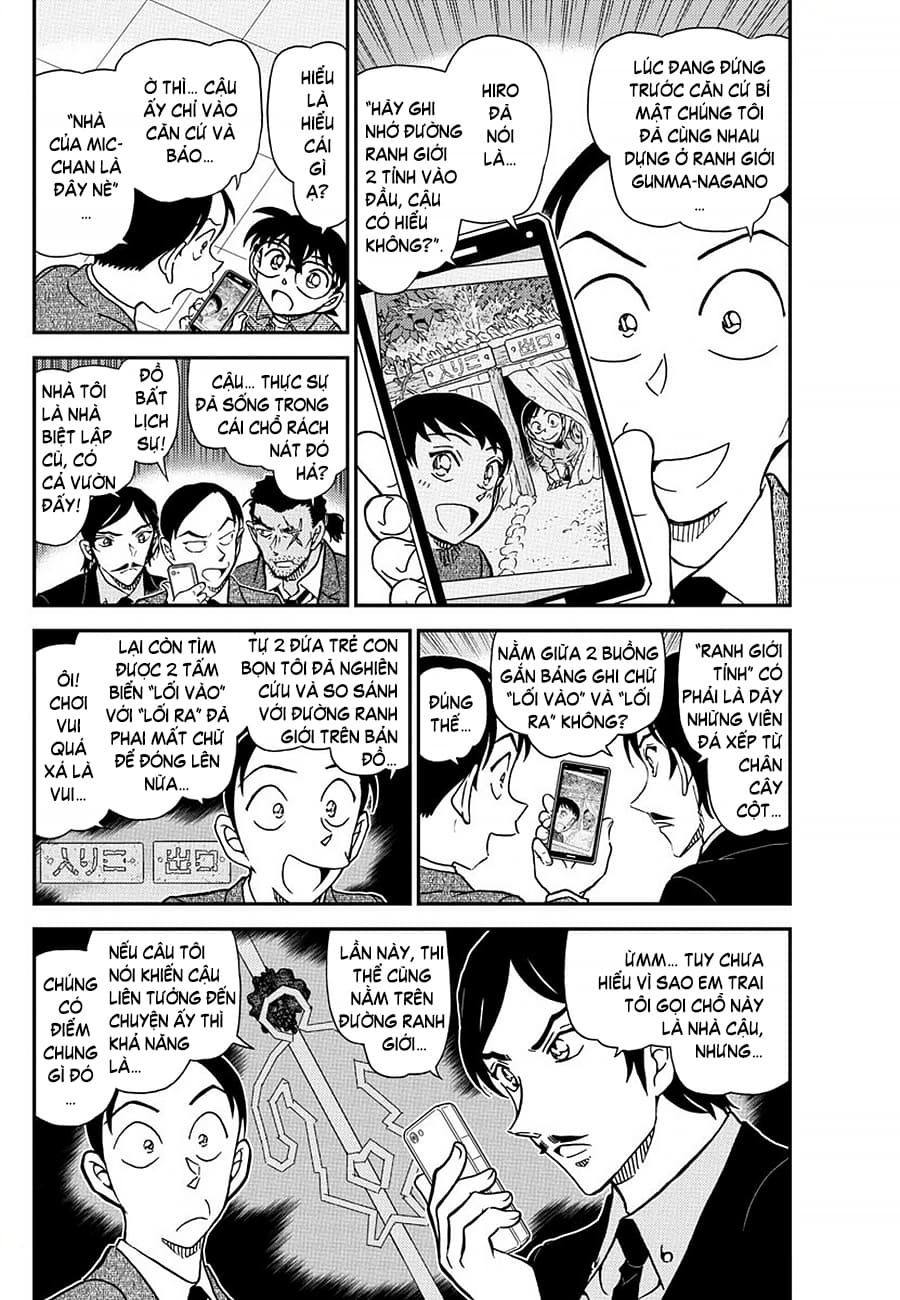 LÚC ĐANG ĐỨNG
TRƯỚC CĂN CỨ BÍ
MẬT CHÚNG TÔI
ĐÃ CÙNG NHAU
DỰNG Ở RANH GIỚI
GUNMA-NAGANO
...
HIRO
ĐÃ
NÓI
LÀ...
"HÃY GHI
NHỚ ĐƯỜNG
RANH GIỚI
2 TỈNH VÀO
ĐẦU, CẬU
CÓ HIỂU
KHÔNG?".
入り口
出口
HIỂU
LÀ HIỂU
CÁI
GÌ
Ạ?
Ờ THÌ... CẬU
ẤY CHỈ VÀO
CĂN CỨ VÀ
BẢO...
"NHÀ
CỦA MIC-
CHAN LÀ
ĐÂY NÈ"
...
CẬU... THỰC SỰ
ĐÃ SỐNG TRONG
CÁI CHỖ RÁCH
NÁT ĐÓ
HẢ?
ĐỒ
BẤT
LỊCH
SỰ!
NHÀ TÔI
LÀ NHÀ
BIỆT LẬP
CŨ, CÓ
CẢ VƯỜN
ĐẤY!
"RANH GIỚI
TỈNH" CÓ
PHẢI LÀ DÃY
NHỮNG VIÊN
ĐÁ XẾP TỪ
CHÂN
CÂY
CỘT...
NẰM GIỮA 2 BUỒNG
GẮN BẢNG GHI CHỮ
"LỐI VÀO" VÀ "LỐI
RA" KHÔNG?
ĐÚNG
THẾ...
TỰ 2 ĐỨA TRẺ CON
BỌN TÔI ĐÃ NGHIÊN
CỨU VÀ SO SÁNH
VỚI ĐƯỜNG RANH
GIỚI TRÊN BẢN
ĐỒ...
LẠI CÒN TÌM
ĐƯỢC 2 TẤM
BIỂN "LỐI VÀO"
VỚI "LỐI RA" ĐÃ
PHAI MẤT CHỮ
ĐỂ ĐÓNG LÊN
NỮA...
ÔI!
CHƠI
VUI
QUÁ
XÁ LÀ
VUI...
入り口
出口
ỪMM... TUY CHƯA
HIỂU VÌ SAO EM TRAI
TÔI GỌI CHỖ NÀY
LÀ NHÀ CẬU,
NHƯNG...
LẦN NÀY, THI
THỂ CŨNG
NẰM TRÊN
ĐƯỜNG RANH
GIỚI...
NẾU CÂU TÔI
NÓI KHIẾN CẬU
LIÊN TƯỞNG ĐẾN
CHUYỆN ẤY THÌ
KHẢ NĂNG
LÀ...
CHÚNG
CÓ
ĐIỂM
CHUNG
GÌ ĐÓ
...
6